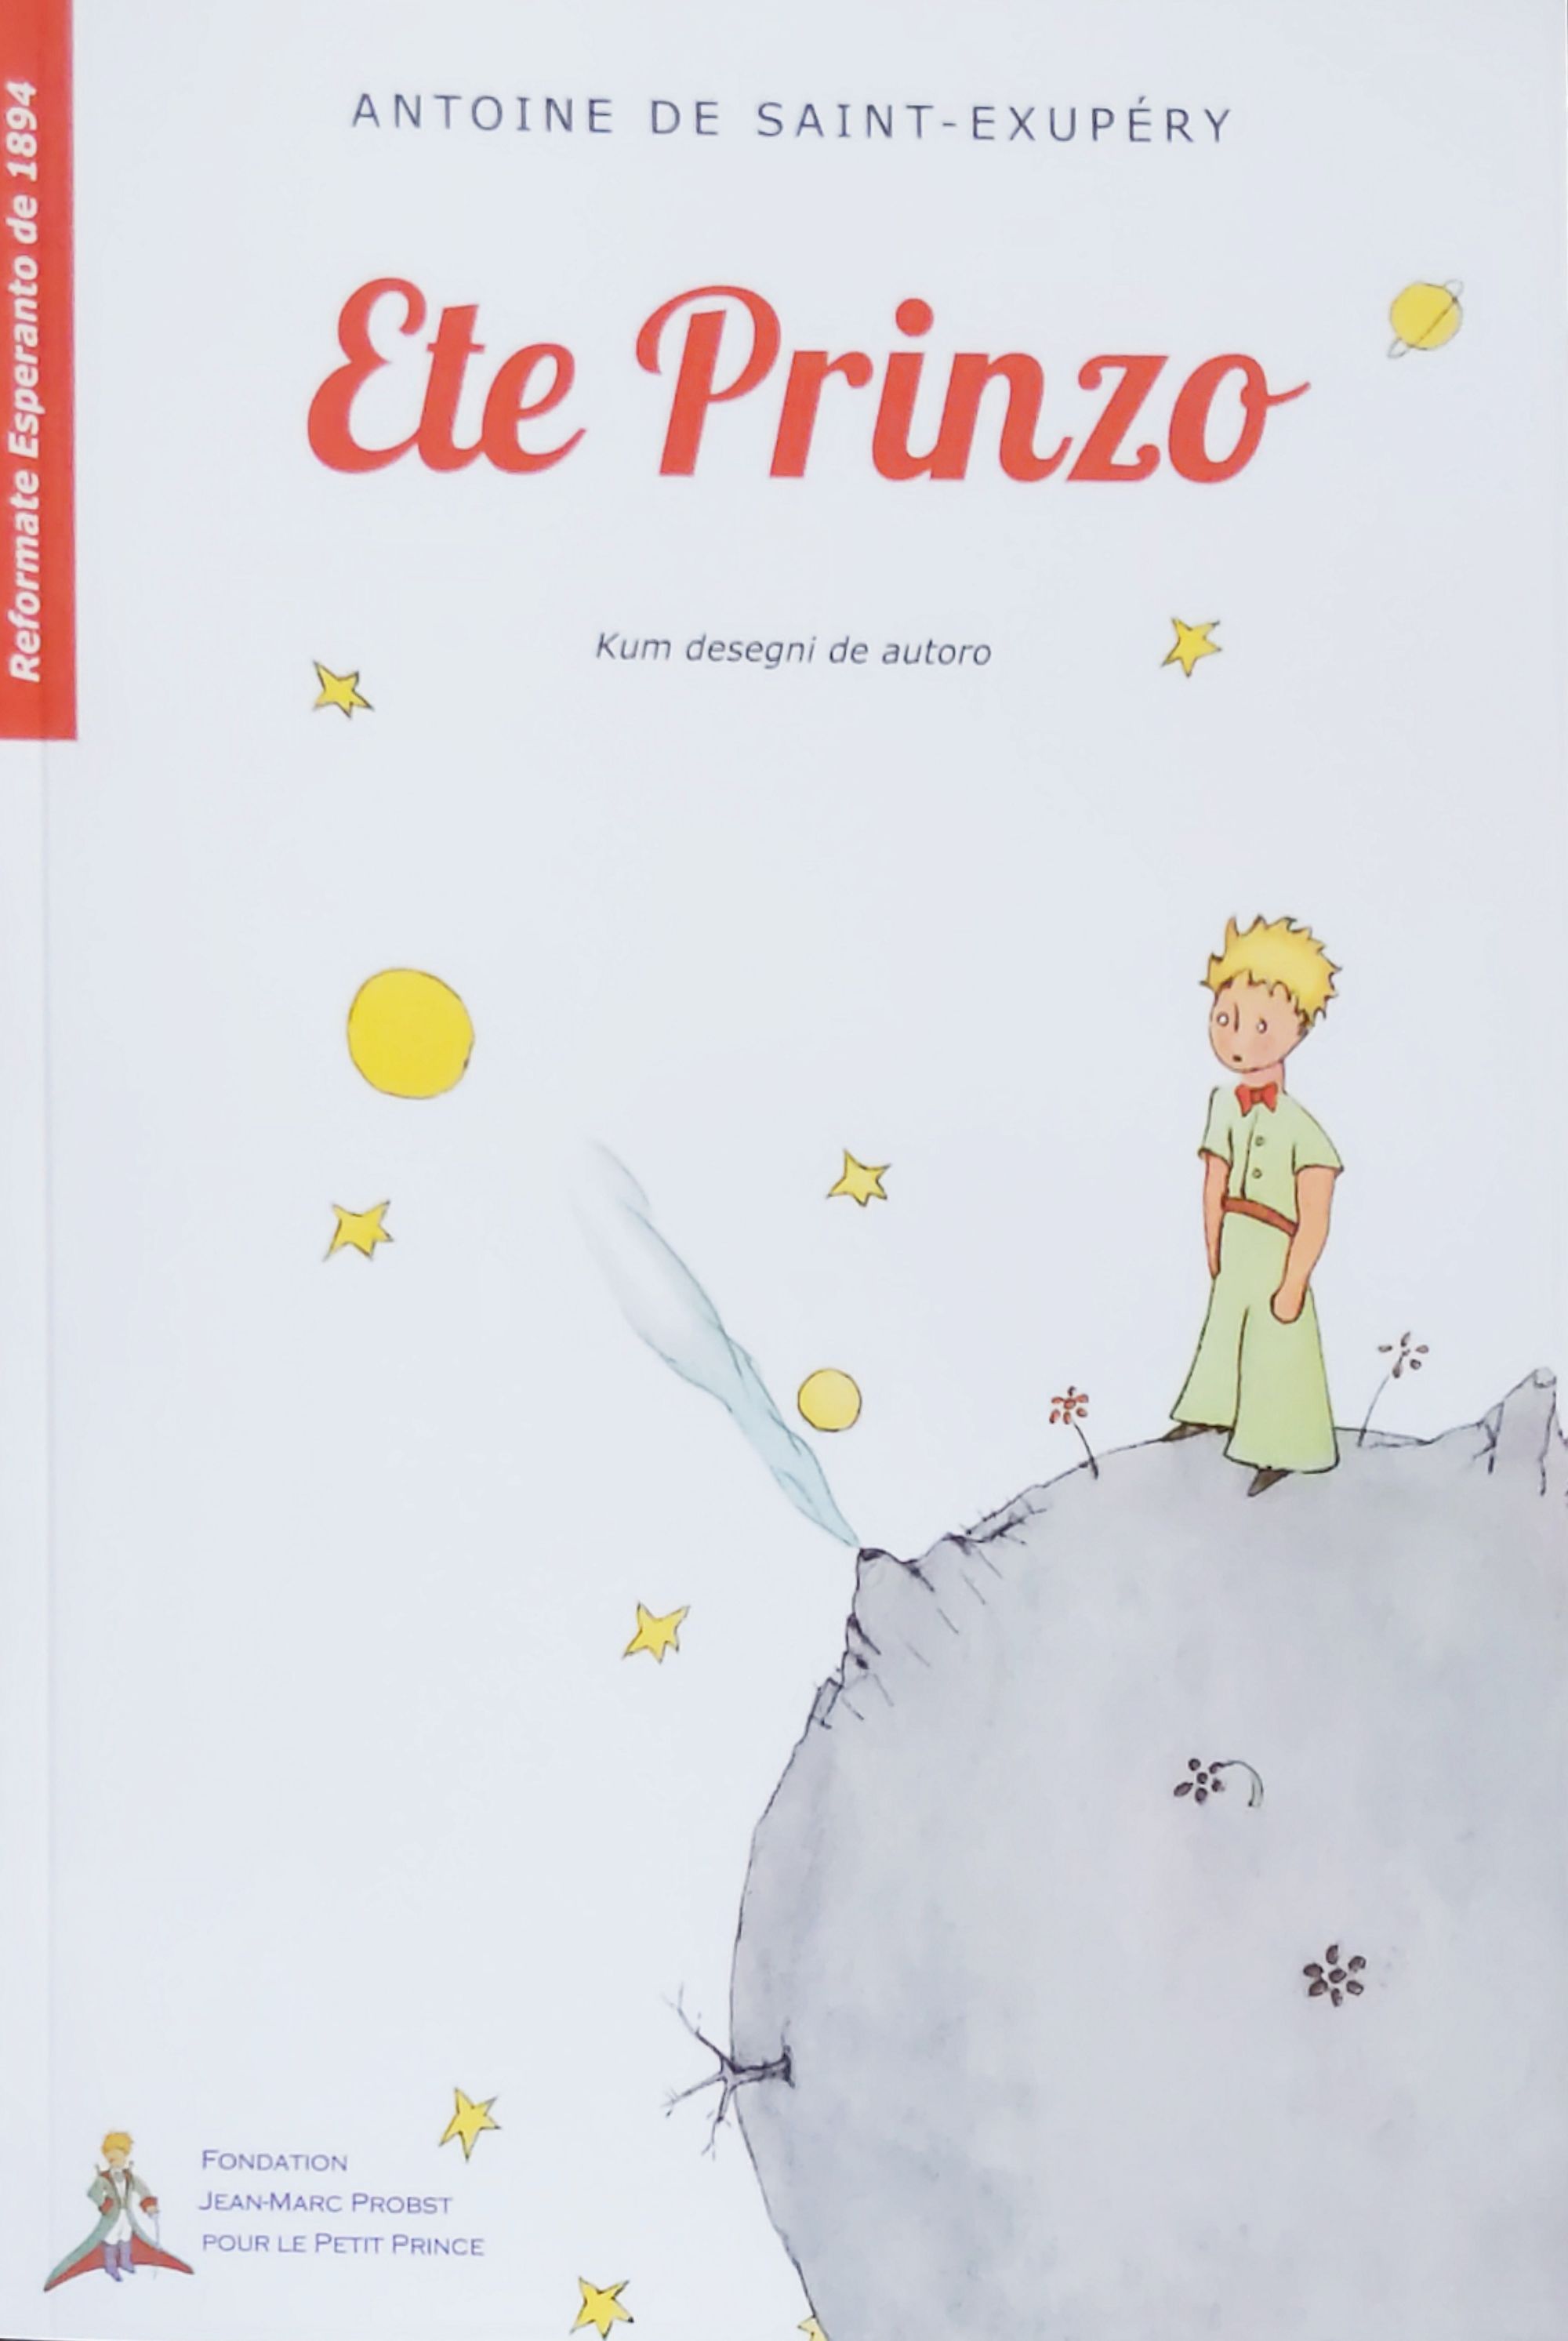 Reformate Esperanto de 1894
ANTOINE DE SAINT-EXUPÉRY
Ete Prinzo
Kum desegni de autoro
FONDATION
JEAN-MARC PROBST
POUR LE PETIT PRINCE